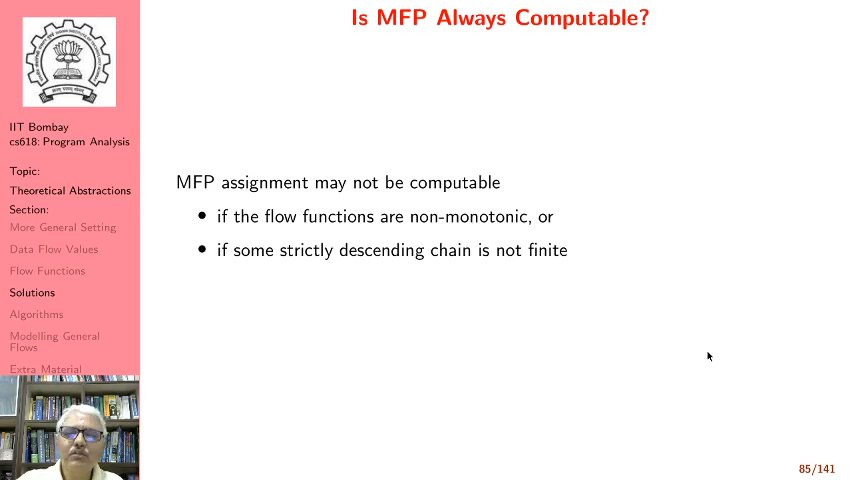 Is MFP Always Computable?
IIT Bombay
cs618: Program Analysis
Topic:
Theoretical Abstractions
Section:
More General Setting
Data Flow Values
Flow Functions
Solutions
Algorithms
Modelling General
Flows
Extra Material
MFP assignment may not be computable
• if the flow functions are non-monotonic, or
• if some strictly descending chain is not finite
85/141